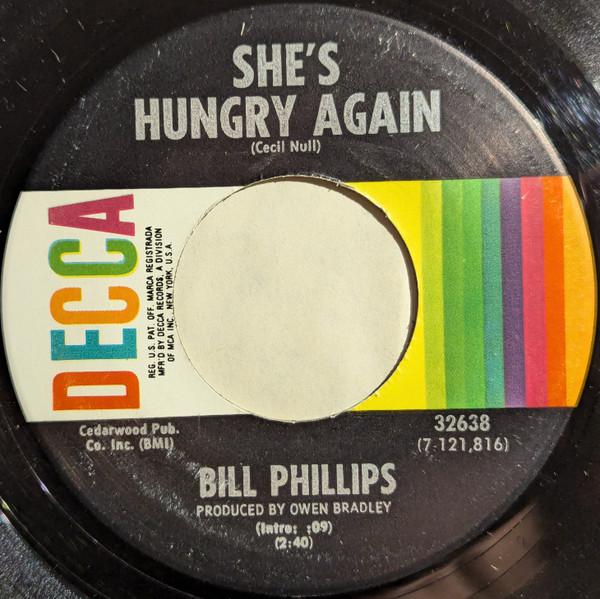 SHE'S
HUNGRY AGAIN
(Cecil Null)
DECCA
REG. U.S. PAT. OFF. MARCA REGISTRADA
MFR'D BY DECCA RECORDS, A DIVISION
OF MCA INC., NEW YORK, U.S.A.
Cedarwood Pub.
Co. Inc. (BMI)
32638
(7-121,816)
BILL PHILLIPS
PRODUCED BY OWEN BRADLEY
(Intro: :09)
(2:40)